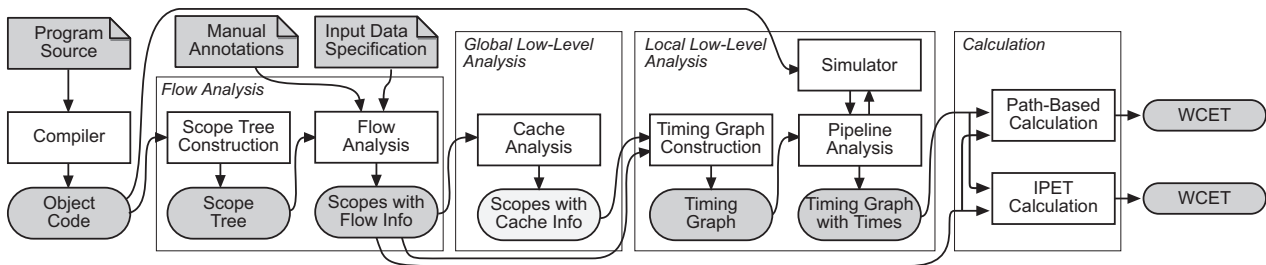 Program
Source
Compiler
Object
Code
Manual
Annotations
Input Data
Specification
Flow Analysis
Scope Tree
Construction
Scope
Tree
Flow
Analysis
Scopes with
Flow Info
Global Low-Level
Analysis
Cache
Analysis
Scopes with
Cache Info
Local Low-Level
Analysis
Simulator
Timing Graph
Construction
Timing
Graph
Pipeline
Analysis
Timing Graph
with Times
Calculation
Path-Based
Calculation
WCET
IPET
Calculation
WCET